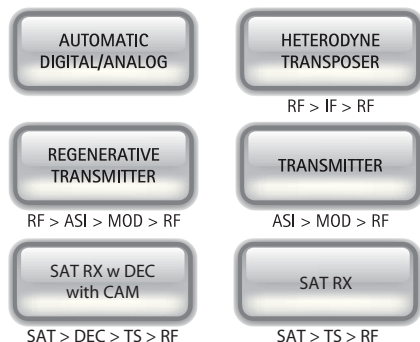 AUTOMATIC
DIGITAL/ANALOG
HETERODYNE
TRANSPOSER
RF > IF > RF
REGENERATIVE
TRANSMITTER
RF > ASI > MOD > RF
TRANSMITTER
ASI > MOD > RF
SAT RX w DEC
with CAM
SAT > DEC > TS > RF
SAT RX
SAT > TS > RF